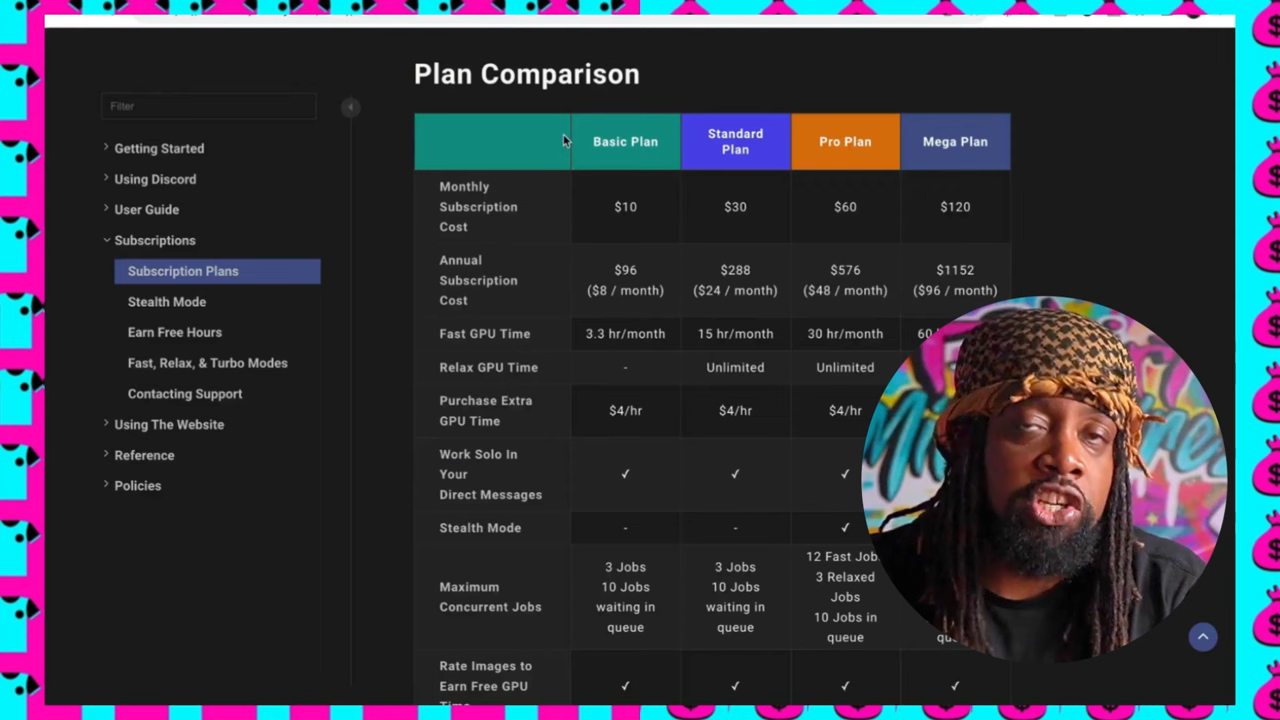 Plan Comparison
Filter
Getting Started
Using Discord
User Guide
Subscriptions
Subscription Plans
Stealth Mode
Earn Free Hours
Fast, Relax, & Turbo Modes
Contacting Support
Using The Website
Reference
Policies
Basic Plan
Standard
Plan
Pro Plan
Mega Plan
Monthly
Subscription
Cost
$10
$30
$60
$120
Annual
Subscription
Cost
$96
($8 / month)
$288
($24 / month)
$576
($48 / month)
$1152
($96 / month)
Fast GPU Time
3.3 hr/month
15 hr/month
30 hr/month
60
Relax GPU Time
-
Unlimited
Unlimited
Purchase Extra
GPU Time
$4/hr
$4/hr
$4/hr
Work Solo In
Your
Direct Messages
✓
✓
✓
Stealth Mode
-
-
✓
Maximum
Concurrent Jobs
3 Jobs
10 Jobs
waiting in
queue
3 Jobs
10 Jobs
waiting in
queue
12 Fast Job
3 Relaxed
Jobs
10 Jobs in
queue
Rate Images to
Earn Free GPU
✓
✓
✓
✓